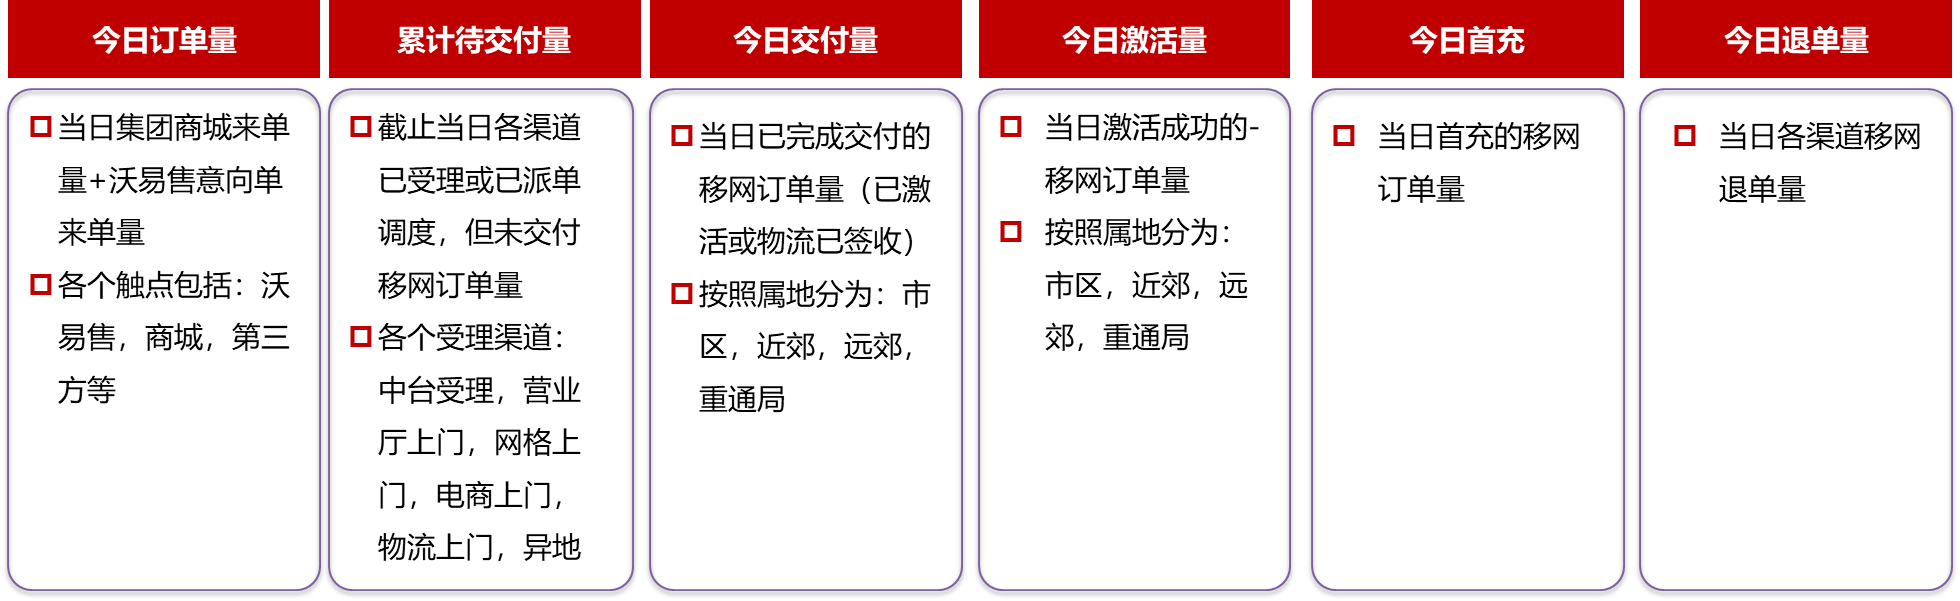 今日订单量
当日集团商城来单
量+沃易售意向单
来单量
各个触点包括：沃
易售，商城，第三
方等
累计待交付量
截止当日各渠道
已受理或已派单
调度，但未交付
移网订单量
各个受理渠道：
中台受理，营业
厅上门，网格上
门，电商上门，
物流上门，异地
今日交付量
当日已完成交付的
移网订单量（已激
活或物流已签收）
按照属地分为：市
区，近郊，远郊，
重通局
今日激活量
当日激活成功的-
移网订单量
按照属地分为：
市区，近郊，远
郊，重通局
今日首充
当日首充的移网
订单量
今日退单量
当日各渠道移网
退单量